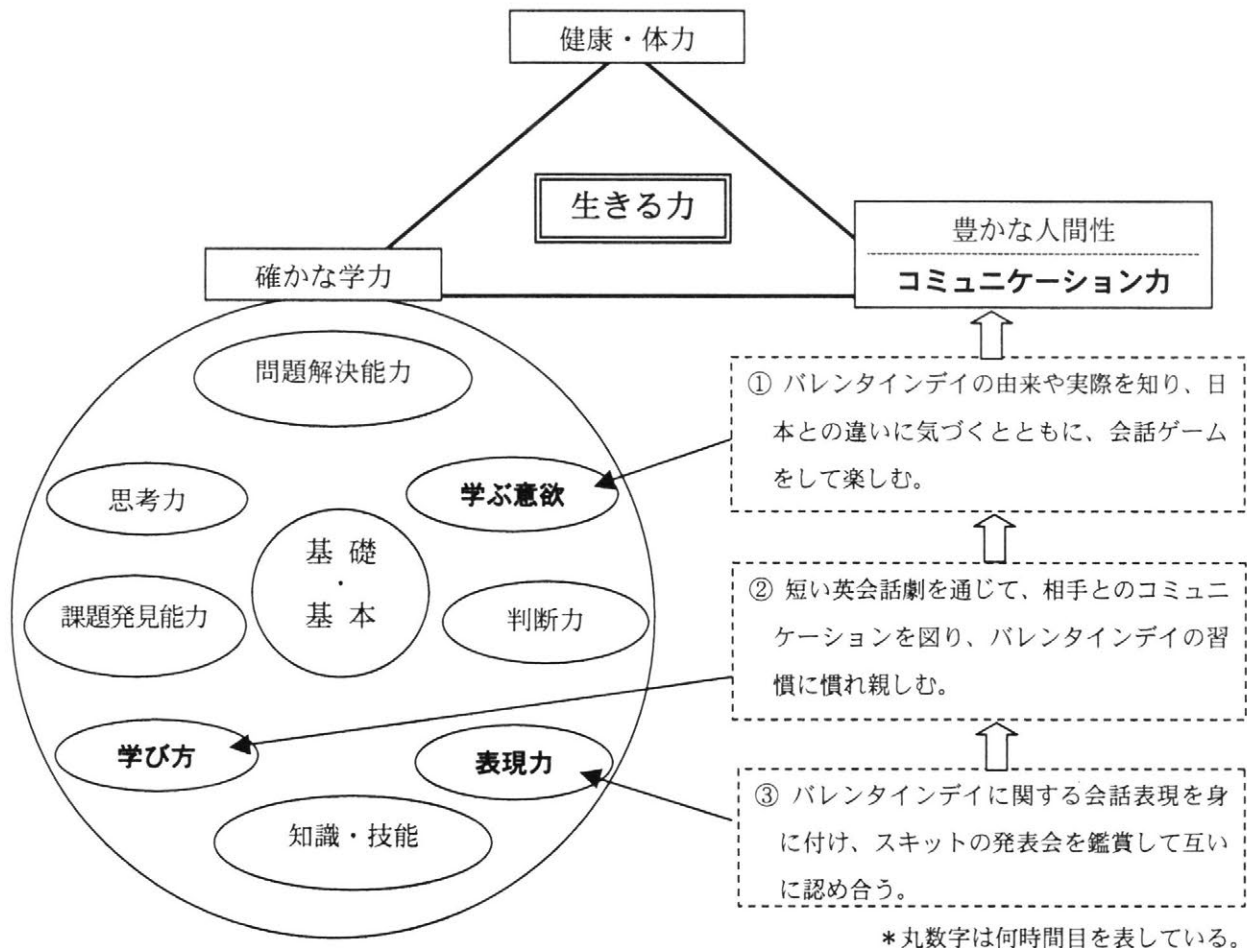 健康・体力
生きる力
豊かな人間性
コミュニケーション力
確かな学力
問題解決能力
思考力
学ぶ意欲
基 礎
・
基 本
課題発見能力
判断力
学び方
表現力
知識・技能
① バレンタインデイの由来や実際を知り、日
本との違いに気づくとともに、会話ゲーム
をして楽しむ。
② 短い英会話劇を通じて、相手とのコミュニ
ケーションを図り、バレンタインデイの習
慣に慣れ親しむ。
③ バレンタインデイに関する会話表現を身
に付け、スキットの発表会を鑑賞して互い
に認め合う。
＊丸数字は何時間目を表している。